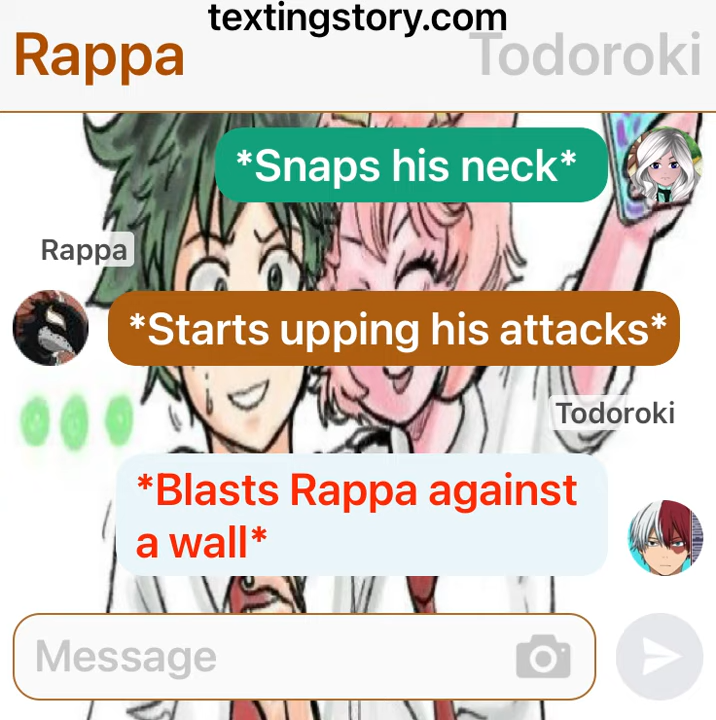 textingstory.com
Rappa
Todoroki
*Snaps his neck*
Rappa
*Starts upping his attacks*
Todoroki
*Blasts Rappa against
a wall*
Message